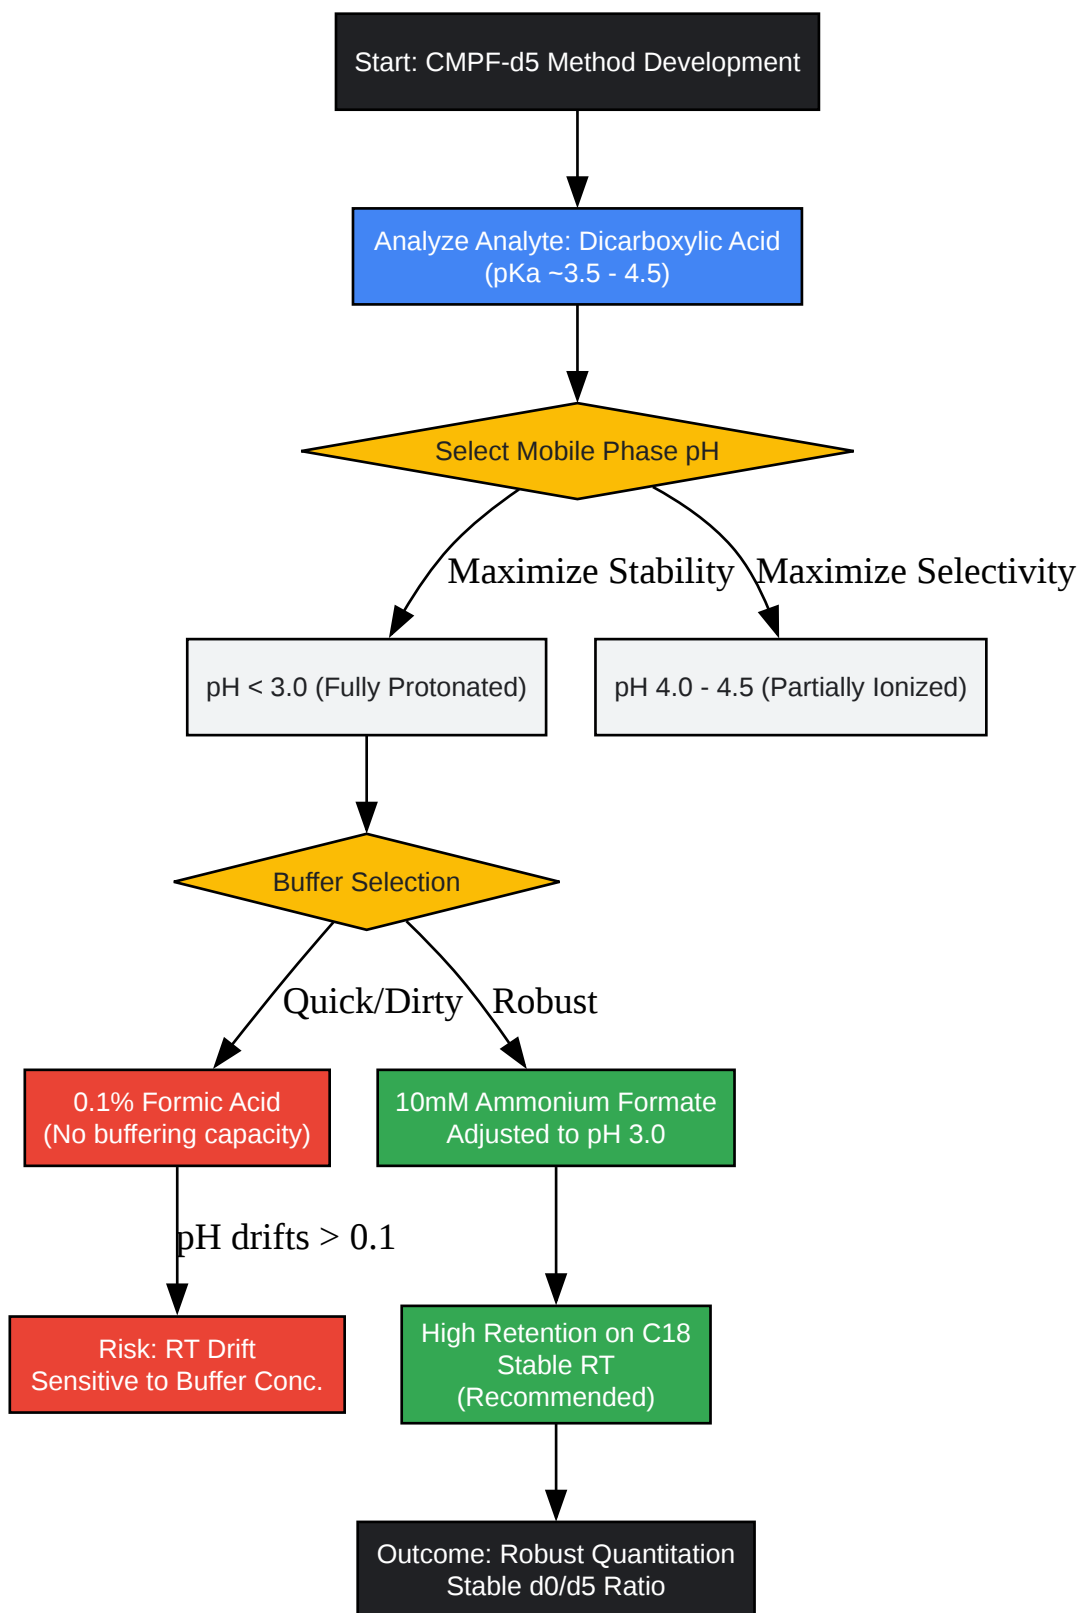 Start: CMPF-d5 Method Development
Analyze Analyte: Dicarboxylic Acid
(pKa ~3.5 - 4.5)
Select Mobile Phase pH
Maximize Stability
Maximize Selectivity
pH < 3.0 (Fully Protonated)
pH 4.0 - 4.5 (Partially Ionized)
Buffer Selection
Quick/Dirty
Robust
0.1% Formic Acid
(No buffering capacity)
10mM Ammonium Formate
Adjusted to pH 3.0
pH drifts > 0.1
Risk: RT Drift
Sensitive to Buffer Conc.
High Retention on C18
Stable RT
(Recommended)
Outcome: Robust Quantitation
Stable d0/d5 Ratio